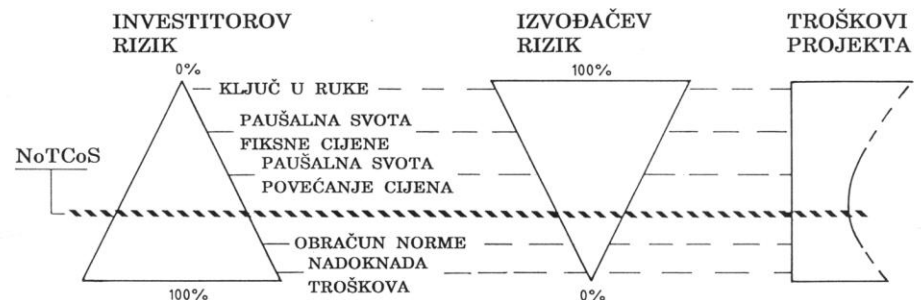 INVESTITOROV
RIZIK
IZVOĐAČEV
RIZIK
TROŠKOVI
PROJEKTA
0%
100%
KLJUČ U RUKE
PAUŠALNA SVOTA
FIKSNE CIJENE
PAUŠALNA SVOTA
POVEĆANJE CIJENA
NoTCoS
OBRAČUN NORME
NADOKNADA
TROŠKOVA
100%
0%